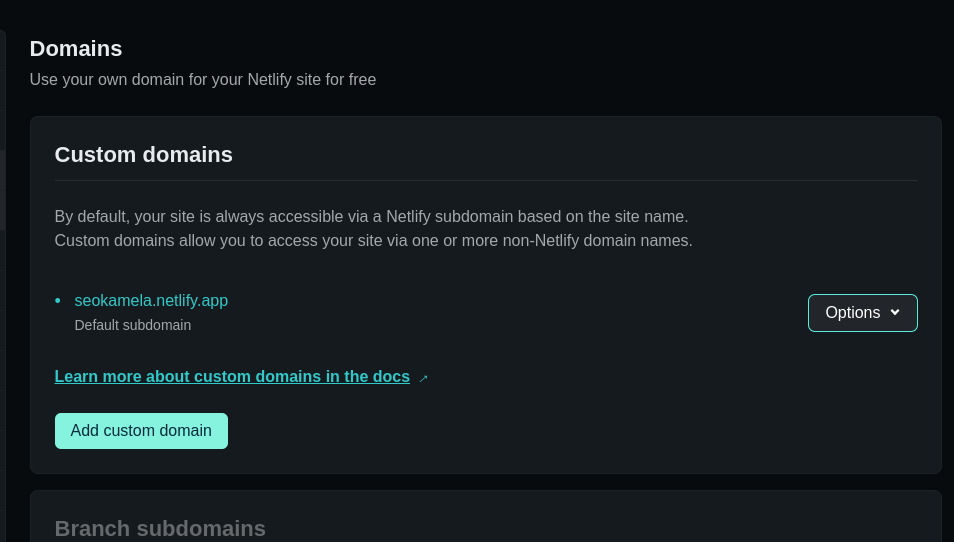 Domains
Use your own domain for your Netlify site for free
Custom domains
By default, your site is always accessible via a Netlify subdomain based on the site name.
Custom domains allow you to access your site via one or more non-Netlify domain names.
• seokamela.netlify.app
Default subdomain
Options
Learn more about custom domains in the docs ↗
Add custom domain
Branch subdomains